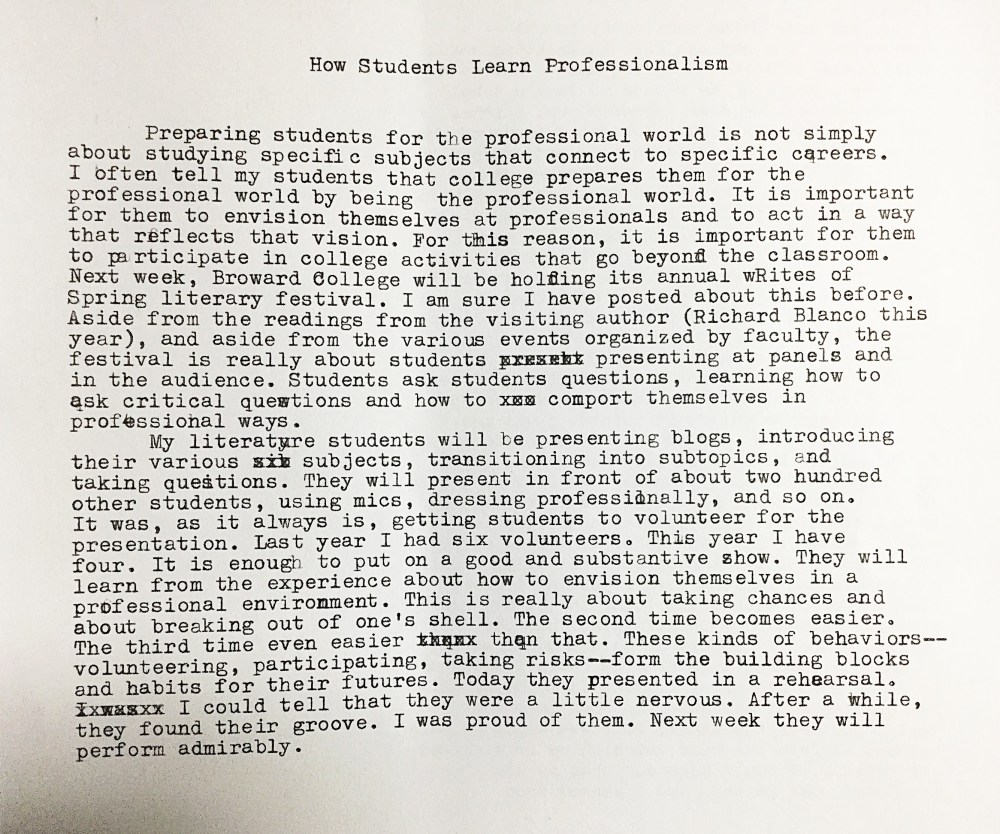 How Students Learn Professionalism
Preparing students for the professional world is not simply
about studying specific subjects that connect to specific careers.
I often tell my students that college prepares them for the
professional world by being the professional world. It is important
for them to envision themselves at professionals and to act in a way
that reflects that vision. For this reason, it is important for them
to participate in college activities that go beyond the classroom.
Next week, Broward College will be holding its annual wRites of
Spring literary festival. I am sure I have posted about this before.
Aside from the readings from the visiting author (Richard Blanco this
year), and aside from the various events organized by faculty, the
festival is really about students presenting at panels and
in the audience. Students ask students questions, learning how to
ask critical questions and how to comport themselves in
professional ways.
My literature students will be presenting blogs, introducing
their various subjects, transitioning into subtopics, and
taking questions. They will present in front of about two hundred
other students, using mics, dressing professionally, and so on.
It was, as it always is, getting students to volunteer for the
presentation. Last year I had six volunteers. This year I have
four. It is enough to put on a good and substantive show. They will
learn from the experience about how to envision themselves in a
professional environment. This is really about taking chances and
about breaking out of one's shell. The second time becomes easier.
The third time even easier than that. These kinds of behaviors--
volunteering, participating, taking risks--form the building blocks
and habits for their futures. Today they presented in a rehearsal.
I could tell that they were a little nervous. After a while,
they found their groove. I was proud of them. Next week they will
perform admirably.